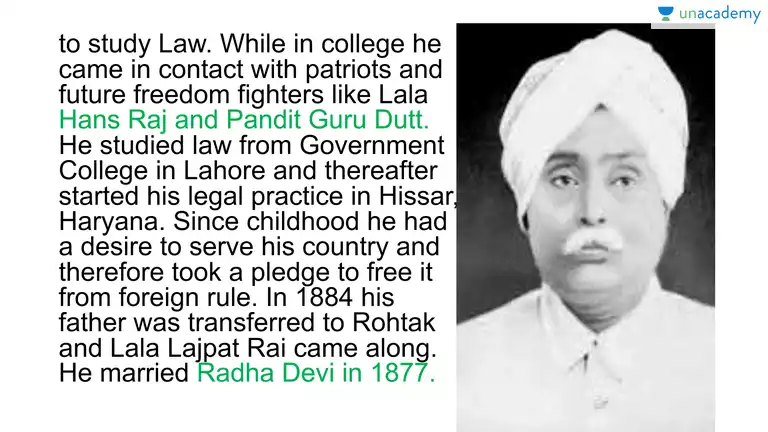 unacademy
to study Law. While in college he
came in contact with patriots and
future freedom fighters like Lala
Hans Raj and Pandit Guru Dutt.
He studied law from Government
College in Lahore and thereafter
started his legal practice in Hissar,
Haryana. Since childhood he had
a desire to serve his country and
therefore took a pledge to free it
from foreign rule. In 1884 his
father was transferred to Rohtak
and Lala Lajpat Rai came along.
He married Radha Devi in 1877.